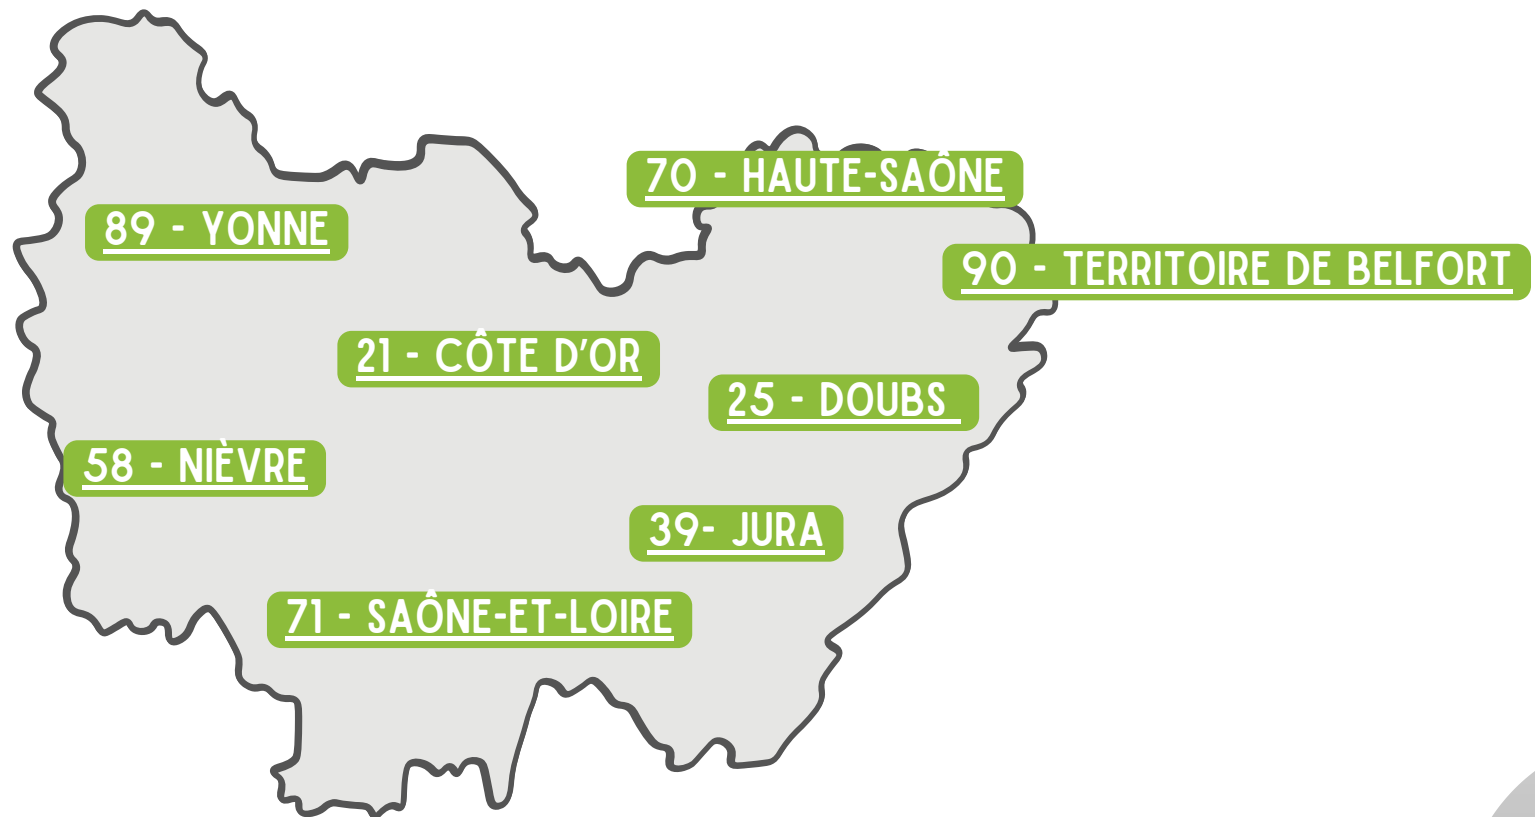 70 - HAUTE-SAÔNE
89 - YONNE
90 - TERRITOIRE DE BELFORT
21 - CÔTE D'OR
25 - DOUBS
58 - NIÈVRE
39- JURA
71 - SAÔNE-ET-LOIRE